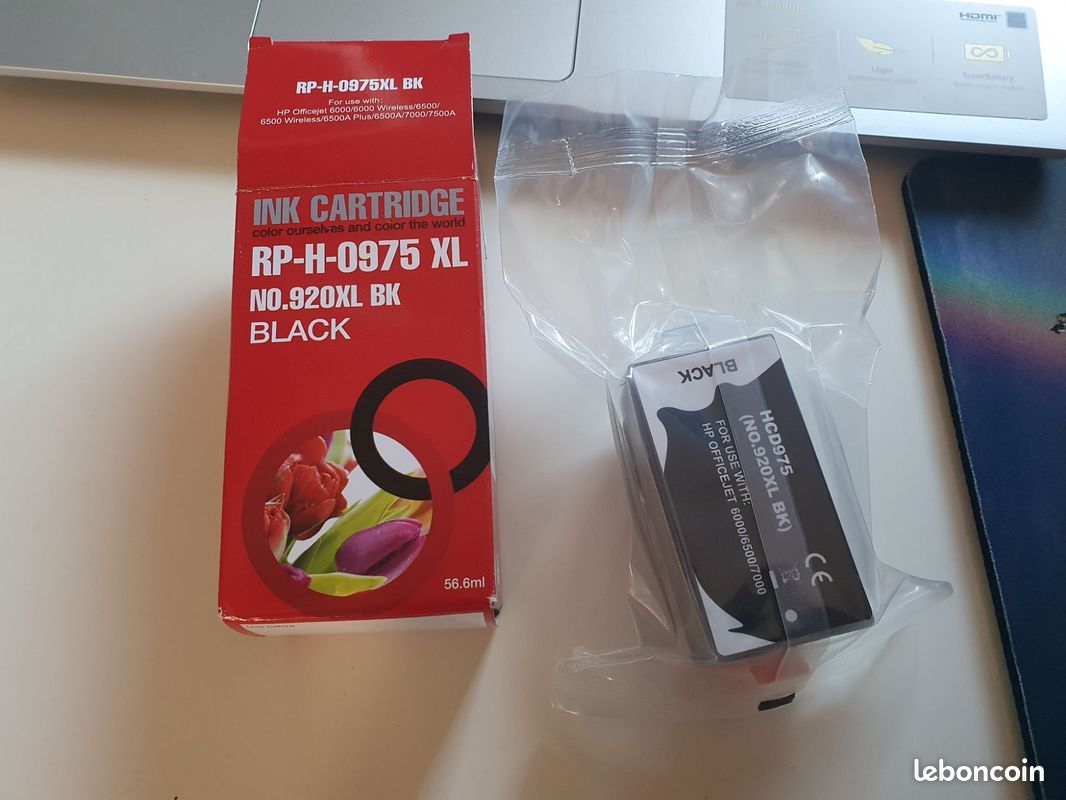 RP-H-0975XL BK
For use with:
HP Officejet 6000/6000 Wireless/6500/
6500 Wireless/6500A Plus/6500A/7000/7500A
INK CARTRIDGE
color ourselves and color the world
RP-H-0975 XL
NO.920XL BK
BLACK
56.6ml
BLACK
HCD975
(NO.920XL BK)
FOR USE WITH:
HP OFFICEJET 6000/6500/7000
CE
HDMI
Léger
SuperBattery
leboncoin